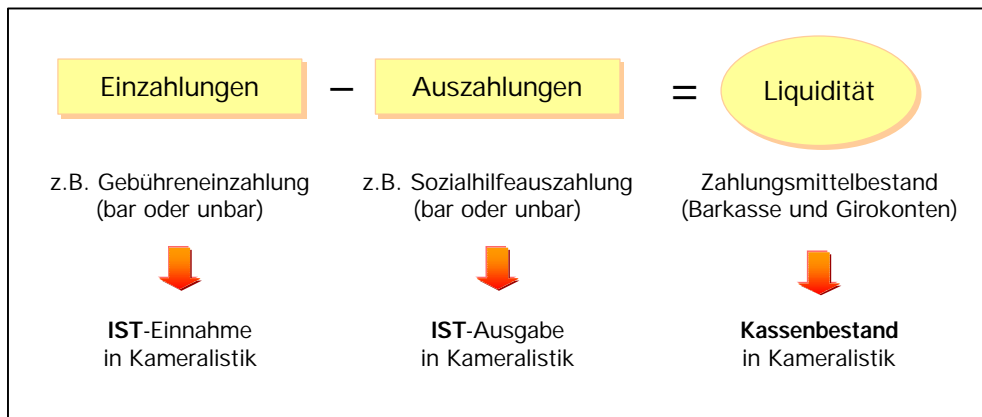 Einzahlungen – Auszahlungen = Liquidität
z.B. Gebühreneinzahlung
(bar oder unbar)
z.B. Sozialhilfeauszahlung
(bar oder unbar)
Zahlungsmittelbestand
(Barkasse und Girokonten)
IST-Einnahme
in Kameralistik
IST-Ausgabe
in Kameralistik
Kassenbestand
in Kameralistik